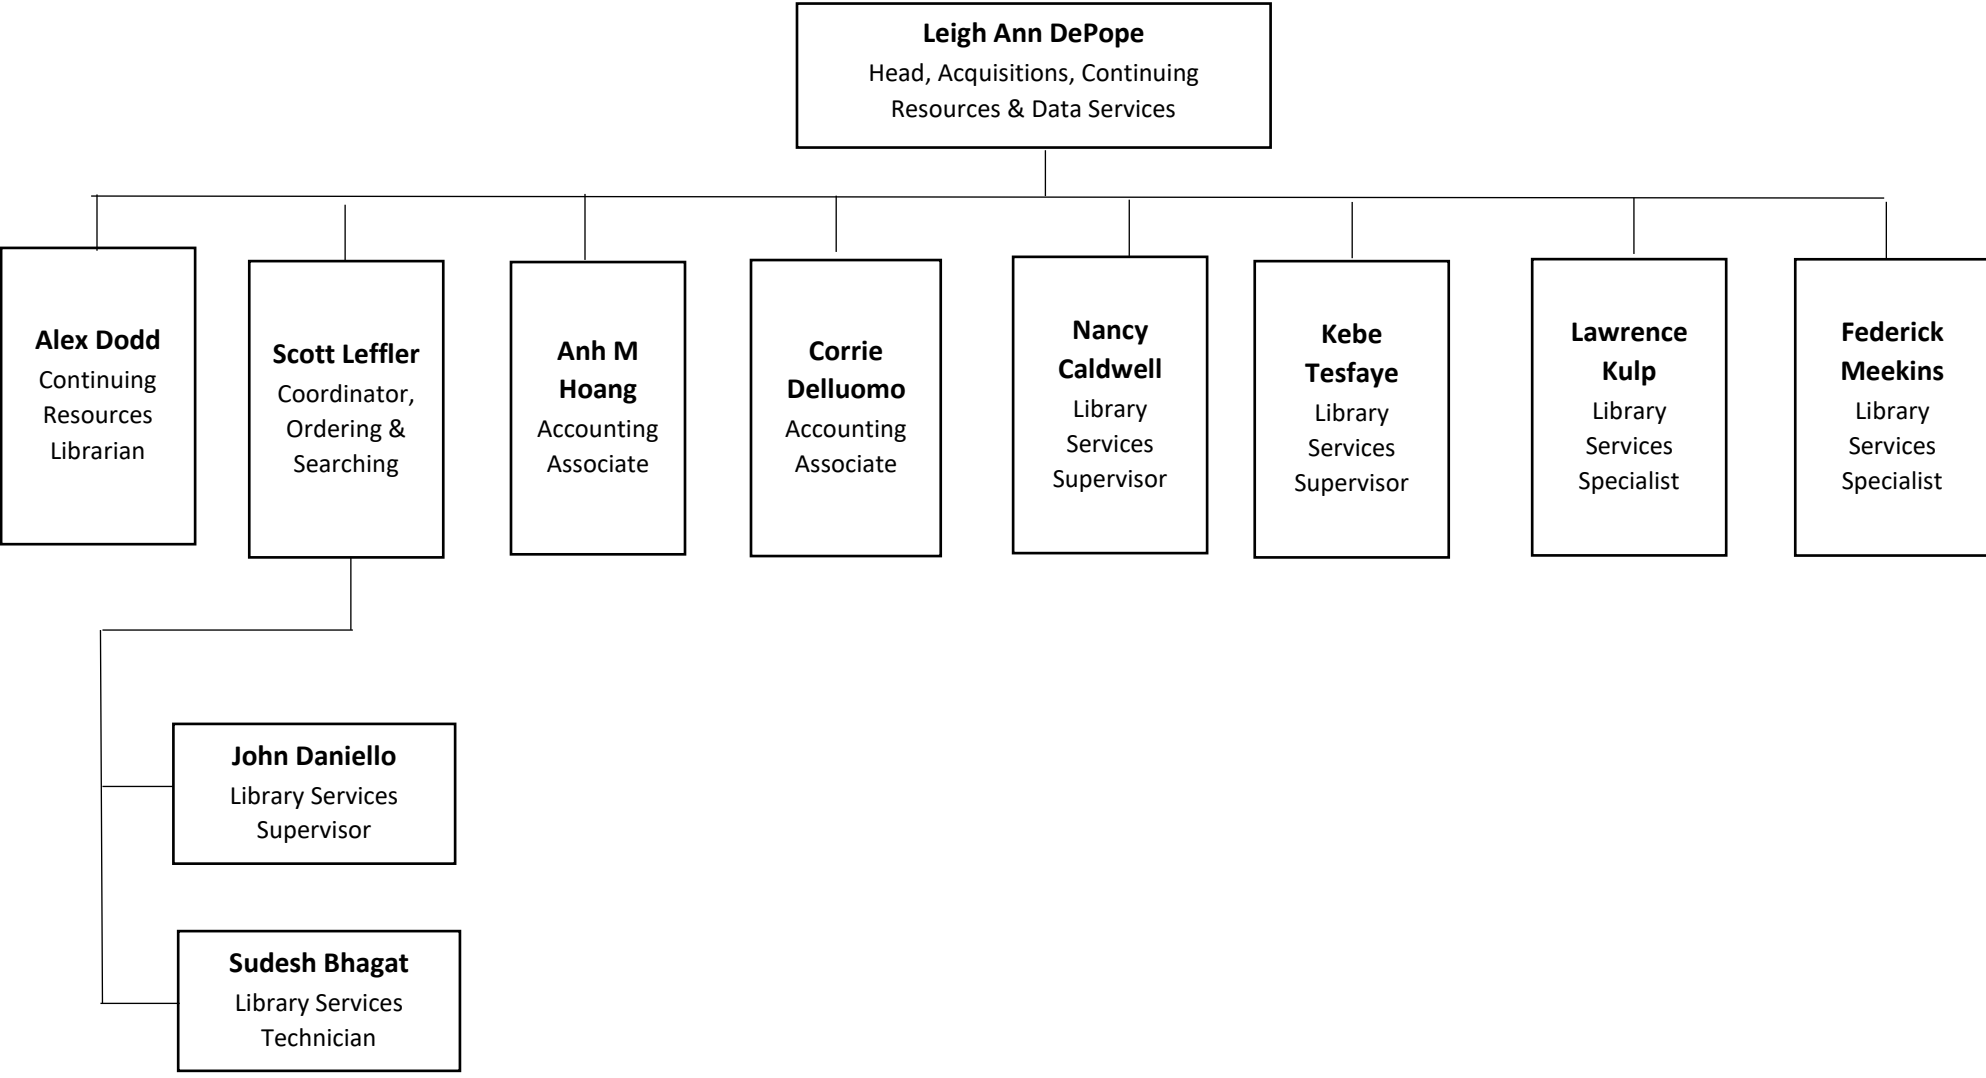 Leigh Ann DePope
Head, Acquisitions, Continuing
Resources & Data Services
Alex Dodd
Continuing
Resources
Librarian
Scott Leffler
Coordinator,
Ordering &
Searching
Anh M
Hoang
Accounting
Associate
Corrie
Delluomo
Accounting
Associate
Nancy
Caldwell
Library
Services
Supervisor
Kebe
Tesfaye
Library
Services
Supervisor
Lawrence
Kulp
Library
Services
Specialist
Federick
Meekins
Library
Services
Specialist
John Daniello
Library Services
Supervisor
Sudesh Bhagat
Library Services
Technician